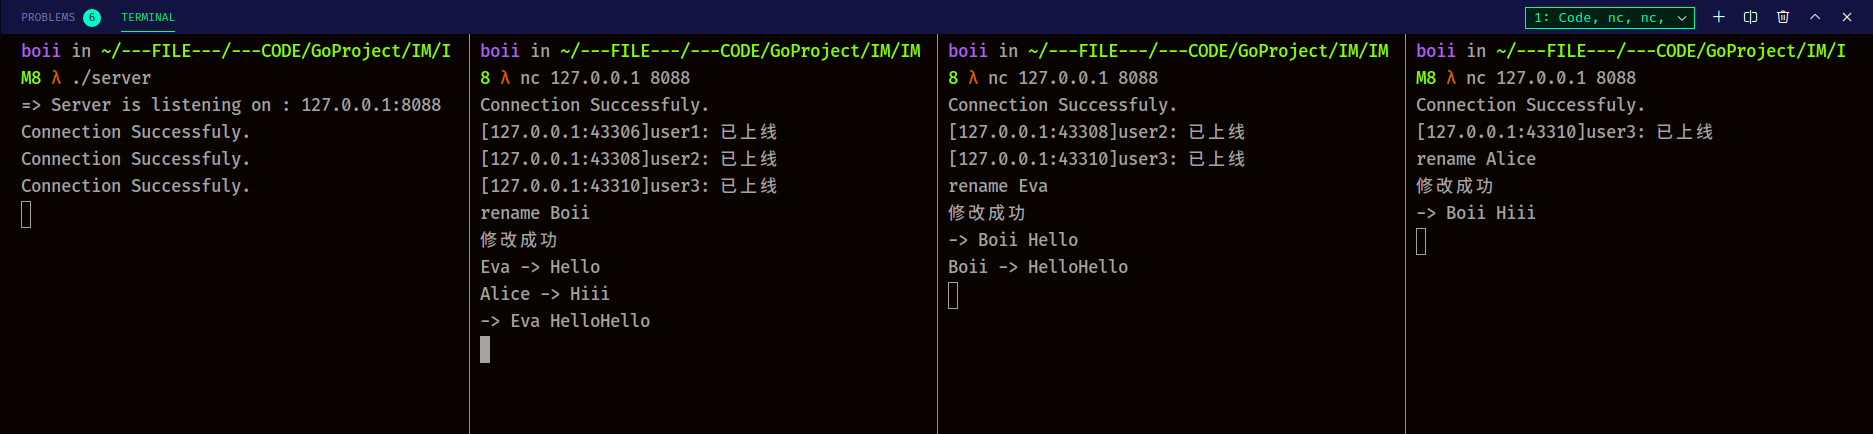 PROBLEMS 6 TERMINAL 1: Code, nc, nc,
boii in ~/---FILE---/---CODE/GoProject/IM/I
M8 λ ./server
=> Server is listening on : 127.0.0.1:8088
Connection Successfuly.
Connection Successfuly.
Connection Successfuly.
boii in ~/---FILE---/---CODE/GoProject/IM/IM
8 λ nc 127.0.0.1 8088
Connection Successfuly.
[127.0.0.1:43306]user1: 已上线
[127.0.0.1:43308]user2: 已上线
[127.0.0.1:43310]user3: 已上线
rename Boii
修改成功
Eva -> Hello
Alice -> Hiii
-> Eva HelloHello
boii in ~/---FILE---/---CODE/GoProject/IM/IM
8 λ nc 127.0.0.1 8088
Connection Successfuly.
[127.0.0.1:43308]user2: 已上线
[127.0.0.1:43310]user3: 已上线
rename Eva
修改成功
-> Boii Hello
Boii -> HelloHello
boii in ~/---FILE---/---CODE/GoProject/IM/I
M8 λ nc 127.0.0.1 8088
Connection Successfuly.
[127.0.0.1:43310]user3: 已上线
rename Alice
修改成功
-> Boii Hiii